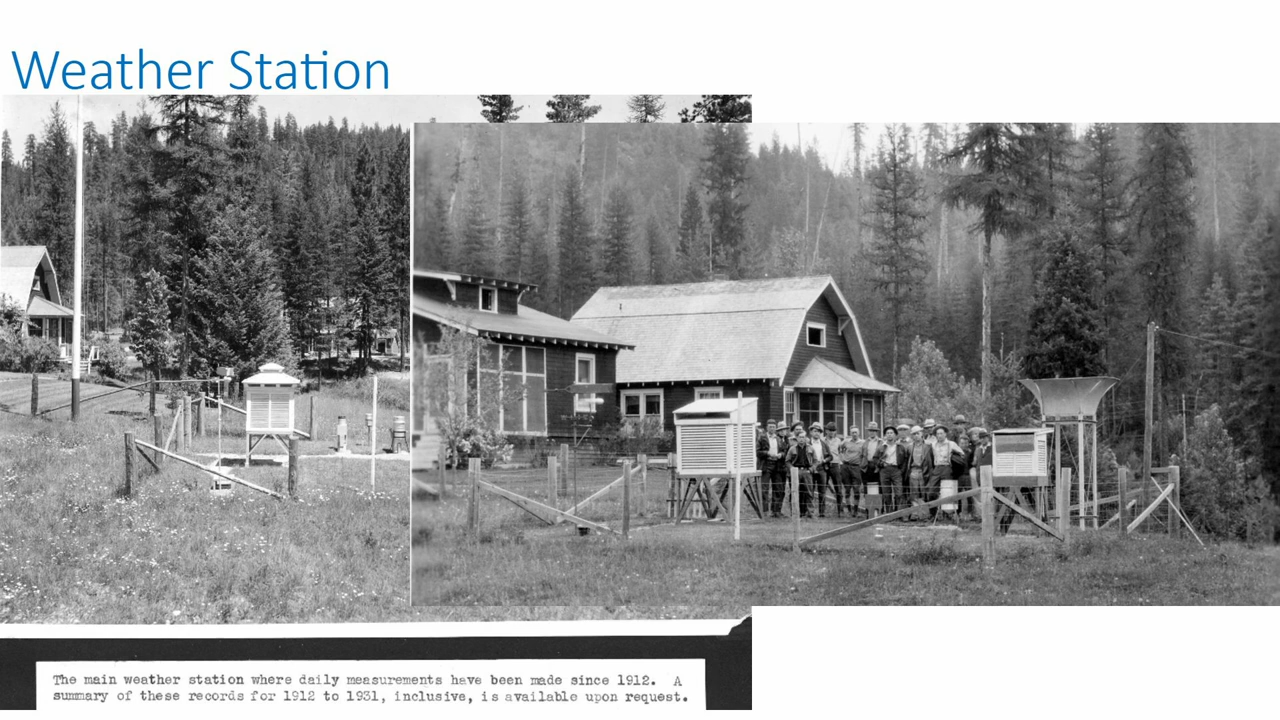 Weather Station
The main weather station where daily measurements have been made since 1912. A
summary of these records for 1912 to 1931, inclusive, is available upon request.